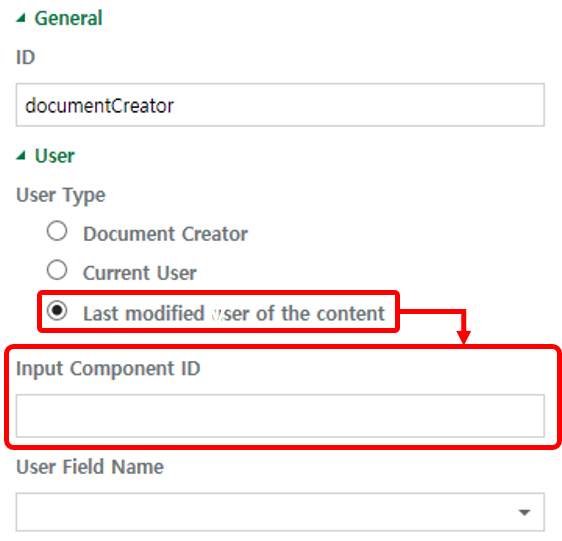 General
ID
documentCreator
User
User Type
Document Creator
Current User
Last modified user of the content
Input Component ID
User Field Name